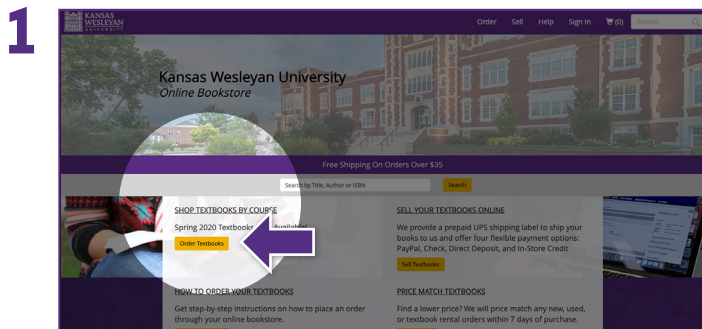 1
KANSAS
WESLEYAN
UNIVERSITY
Order Sell Help Sign In (0) Search
Kansas Wesleyan University
Online Bookstore
Free Shipping On Orders Over $35
Search by Title, Author or ISBN Search
SHOP TEXTBOOKS BY COURSE
Spring 2020 Textbooks Available!
Order Textbooks
SELL YOUR TEXTBOOKS ONLINE
We provide a prepaid UPS shipping label to ship your
books to us and offer four flexible payment options:
PayPal, Check, Direct Deposit, and In-Store Credit
Sell Textbooks
HOW TO ORDER YOUR TEXTBOOKS
Get step-by-step instructions on how to place an order
through your online bookstore.
PRICE MATCH TEXTBOOKS
Find a lower price? We will price match any new, used,
or textbook rental orders within 7 days of purchase.